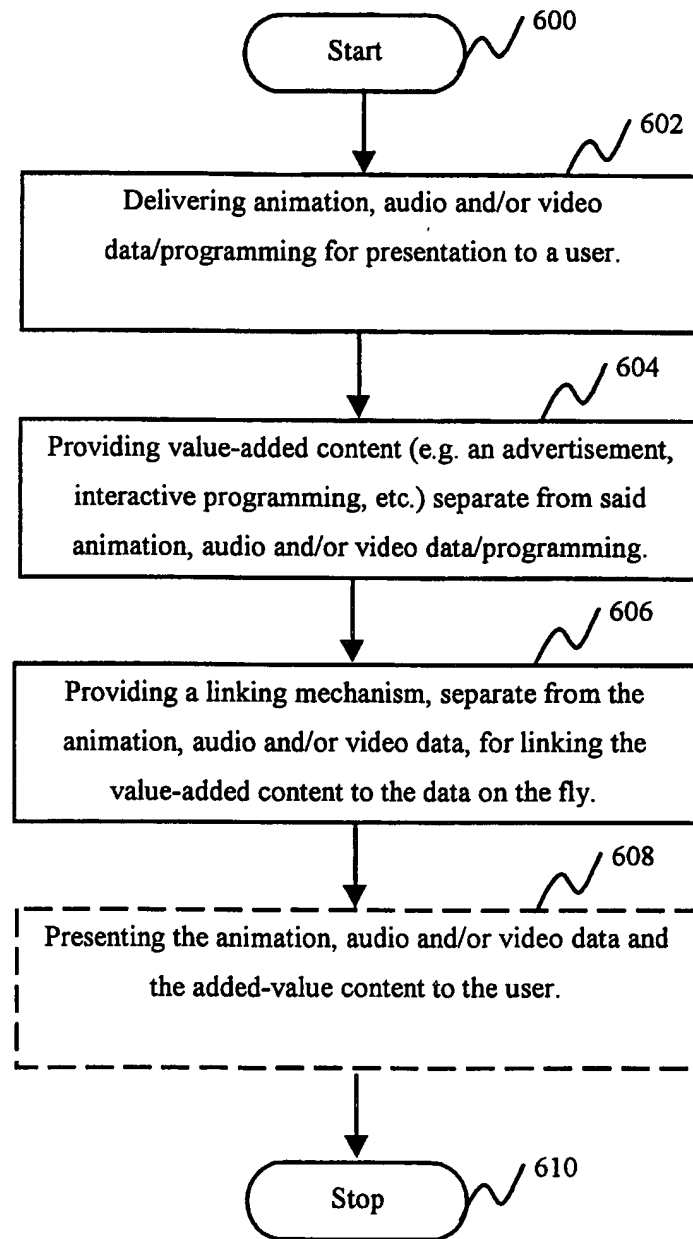 600
Start
602
Delivering animation, audio and/or video
data/programming for presentation to a user.
604
Providing value-added content (e.g. an advertisement,
interactive programming, etc.) separate from said
animation, audio and/or video data/programming.
606
Providing a linking mechanism, separate from the
animation, audio and/or video data, for linking the
value-added content to the data on the fly.
608
Presenting the animation, audio and/or video data and
the added-value content to the user.
610
Stop